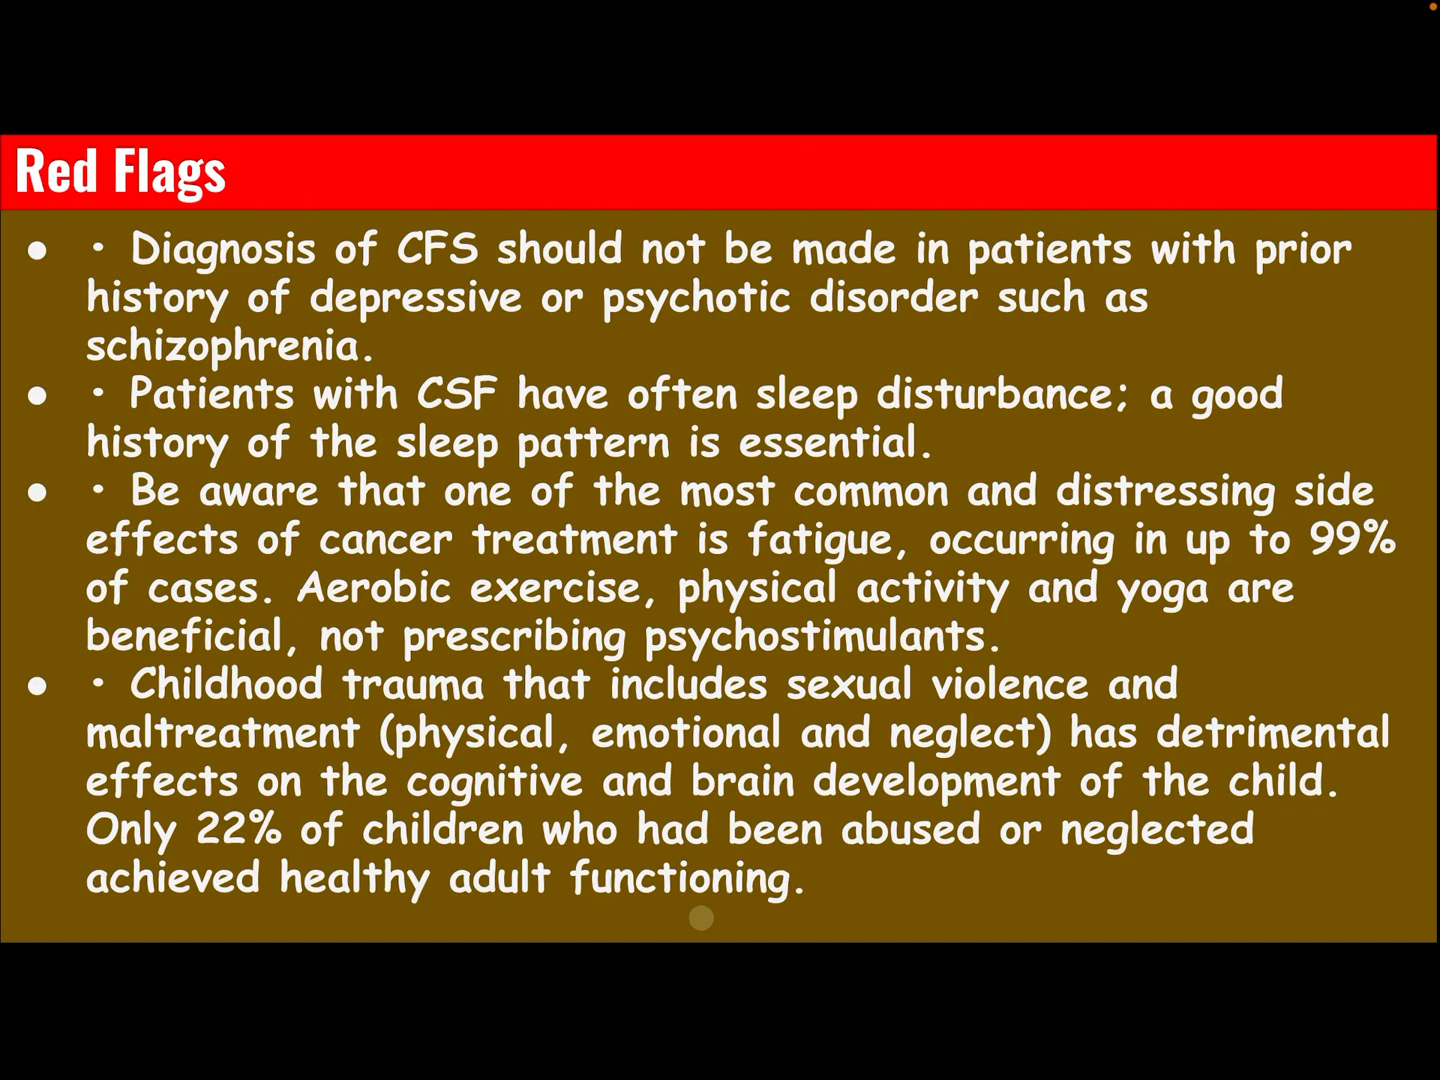 Red Flags
● • Diagnosis of CFS should not be made in patients with prior
history of depressive or psychotic disorder such as
schizophrenia.
● • Patients with CSF have often sleep disturbance; a good
history of the sleep pattern is essential.
● • Be aware that one of the most common and distressing side
effects of cancer treatment is fatigue, occurring in up to 99%
of cases. Aerobic exercise, physical activity and yoga are
beneficial, not prescribing psychostimulants.
● • Childhood trauma that includes sexual violence and
maltreatment (physical, emotional and neglect) has detrimental
effects on the cognitive and brain development of the child.
Only 22% of children who had been abused or neglected
achieved healthy adult functioning.